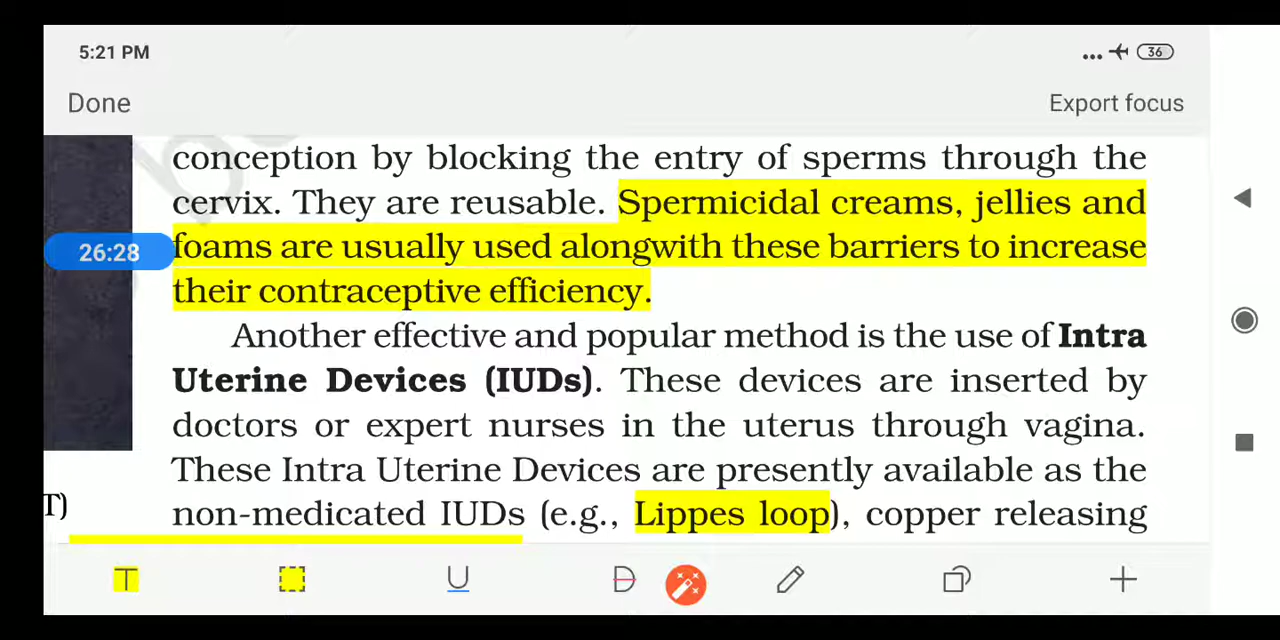 5:21 PM
36
Done
Export focus
conception by blocking the entry of sperms through the
cervix. They are reusable. Spermicidal creams, jellies and
26:28
foams are usually used alongwith these barriers to increase
their contraceptive efficiency.
Another effective and popular method is the use of Intra
Uterine Devices (IUDs). These devices are inserted by
doctors or expert nurses in the uterus through vagina.
These Intra Uterine Devices are presently available as the
T)
non-medicated IUDs (e.g., Lippes loop), copper releasing
T
U
D